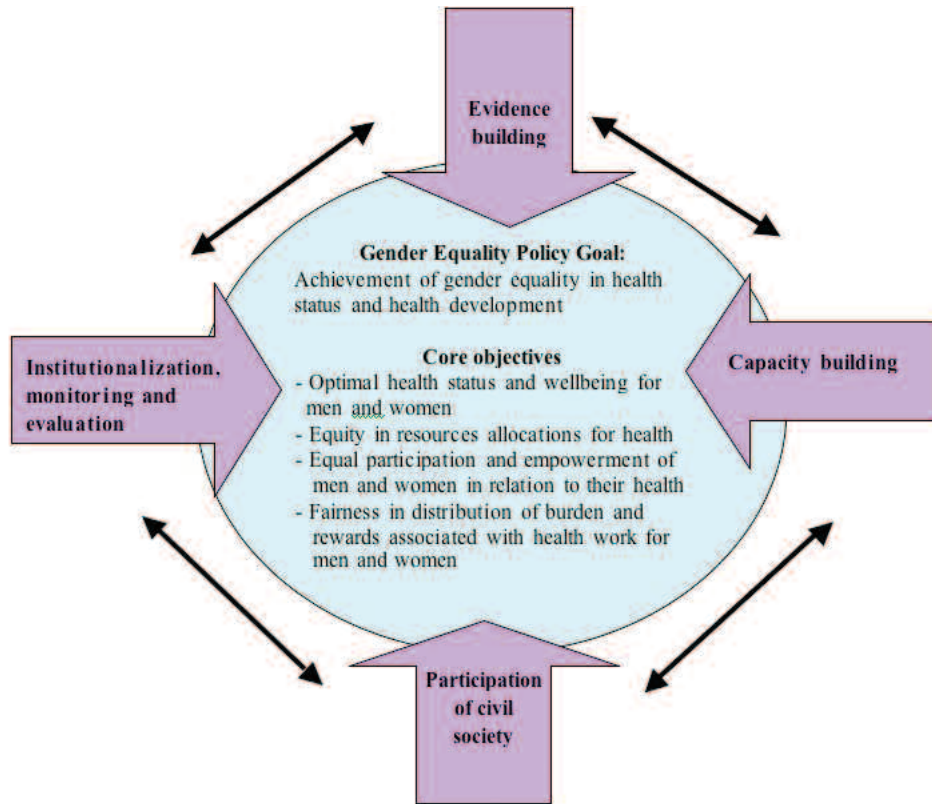 Evidence
building
Gender Equality Policy Goal:
Achievement of gender equality in health
status and health development
Core objectives
- Optimal health status and wellbeing for
men and women
- Equity in resources allocations for health
- Equal participation and empowerment of
men and women in relation to their health
- Fairness in distribution of burden and
rewards associated with health work for
men and women
Institutionalization,
monitoring and
evaluation
Capacity building
Participation
of civil
society